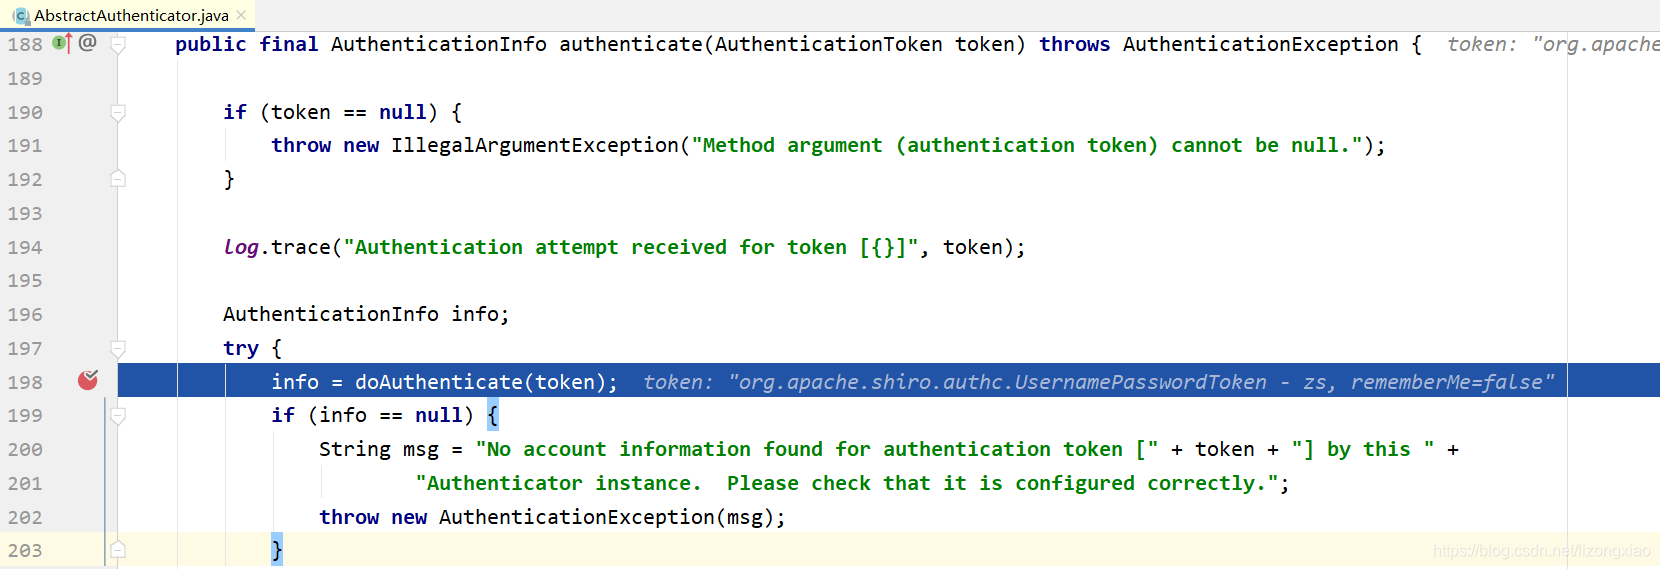 AbstractAuthenticator.java
188 public final AuthenticationInfo authenticate(AuthenticationToken token) throws AuthenticationException { token: "org.apache
189
190 if (token == null) {
191 throw new IllegalArgumentException("Method argument (authentication token) cannot be null.");
192 }
193
194 log.trace("Authentication attempt received for token [{}]", token);
195
196 AuthenticationInfo info;
197 try {
198 info = doAuthenticate(token); token: "org.apache.shiro.authc.UsernamePasswordToken - zs, rememberMe=false"
199 if (info == null) {
200 String msg = "No account information found for authentication token [" + token + "] by this " +
201 "Authenticator instance.  Please check that it is configured correctly.";
202 throw new AuthenticationException(msg);
203 }
https://blog.csdn.net/lizongxiao